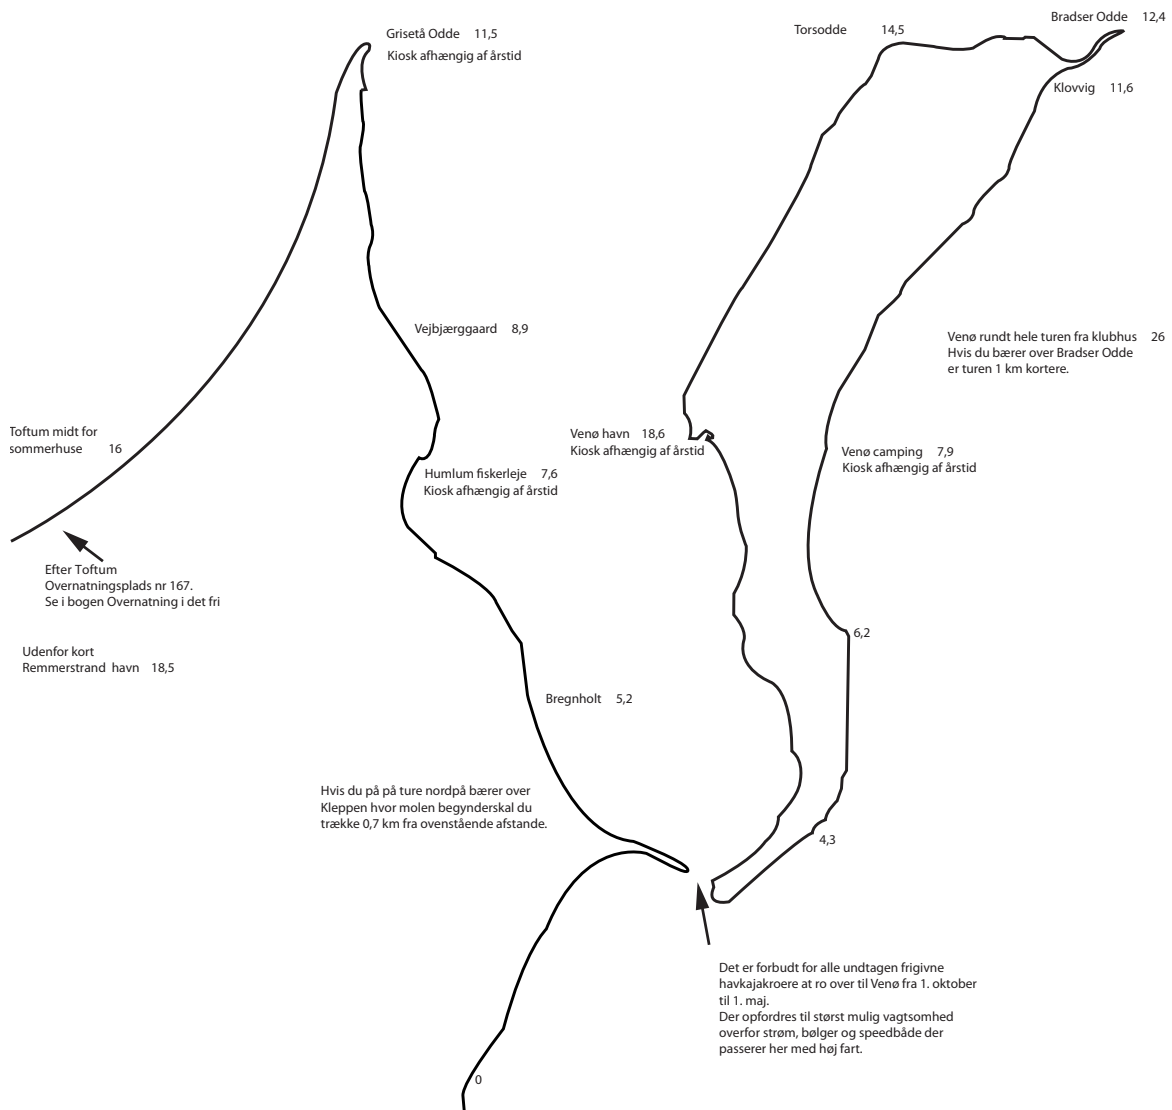 Bradser Odde 12,4
Torsodde 14,5
Grisetå Odde 11,5
Kiosk afhængig af årstid
Klovvig 11,6
Vejbjærggaard 8,9
Venø rundt hele turen fra klubhus 26
Hvis du bærer over Bradser Odde
er turen 1 km kortere.
Toftum midt for
sommerhuse 16
Venø havn 18,6
Kiosk afhængig af årstid
Venø camping 7,9
Kiosk afhængig af årstid
Humlum fiskerleje 7,6
Kiosk afhængig af årstid
Efter Toftum
Overnatningsplads nr 167.
Se i bogen Overnatning i det fri
6,2
Udenfor kort
Remmerstrand havn 18,5
Bregnholt 5,2
Hvis du på på ture nordpå bærer over
Kleppen hvor molen begynderskal du
trække 0,7 km fra ovenstående afstande.
4,3
Det er forbudt for alle undtagen frigivne
havkajakroere at ro over til Venø fra 1. oktober
til 1. maj.
Der opfordres til størst mulig vagtsomhed
overfor strøm, bølger og speedbåde der
passerer her med høj fart.
0